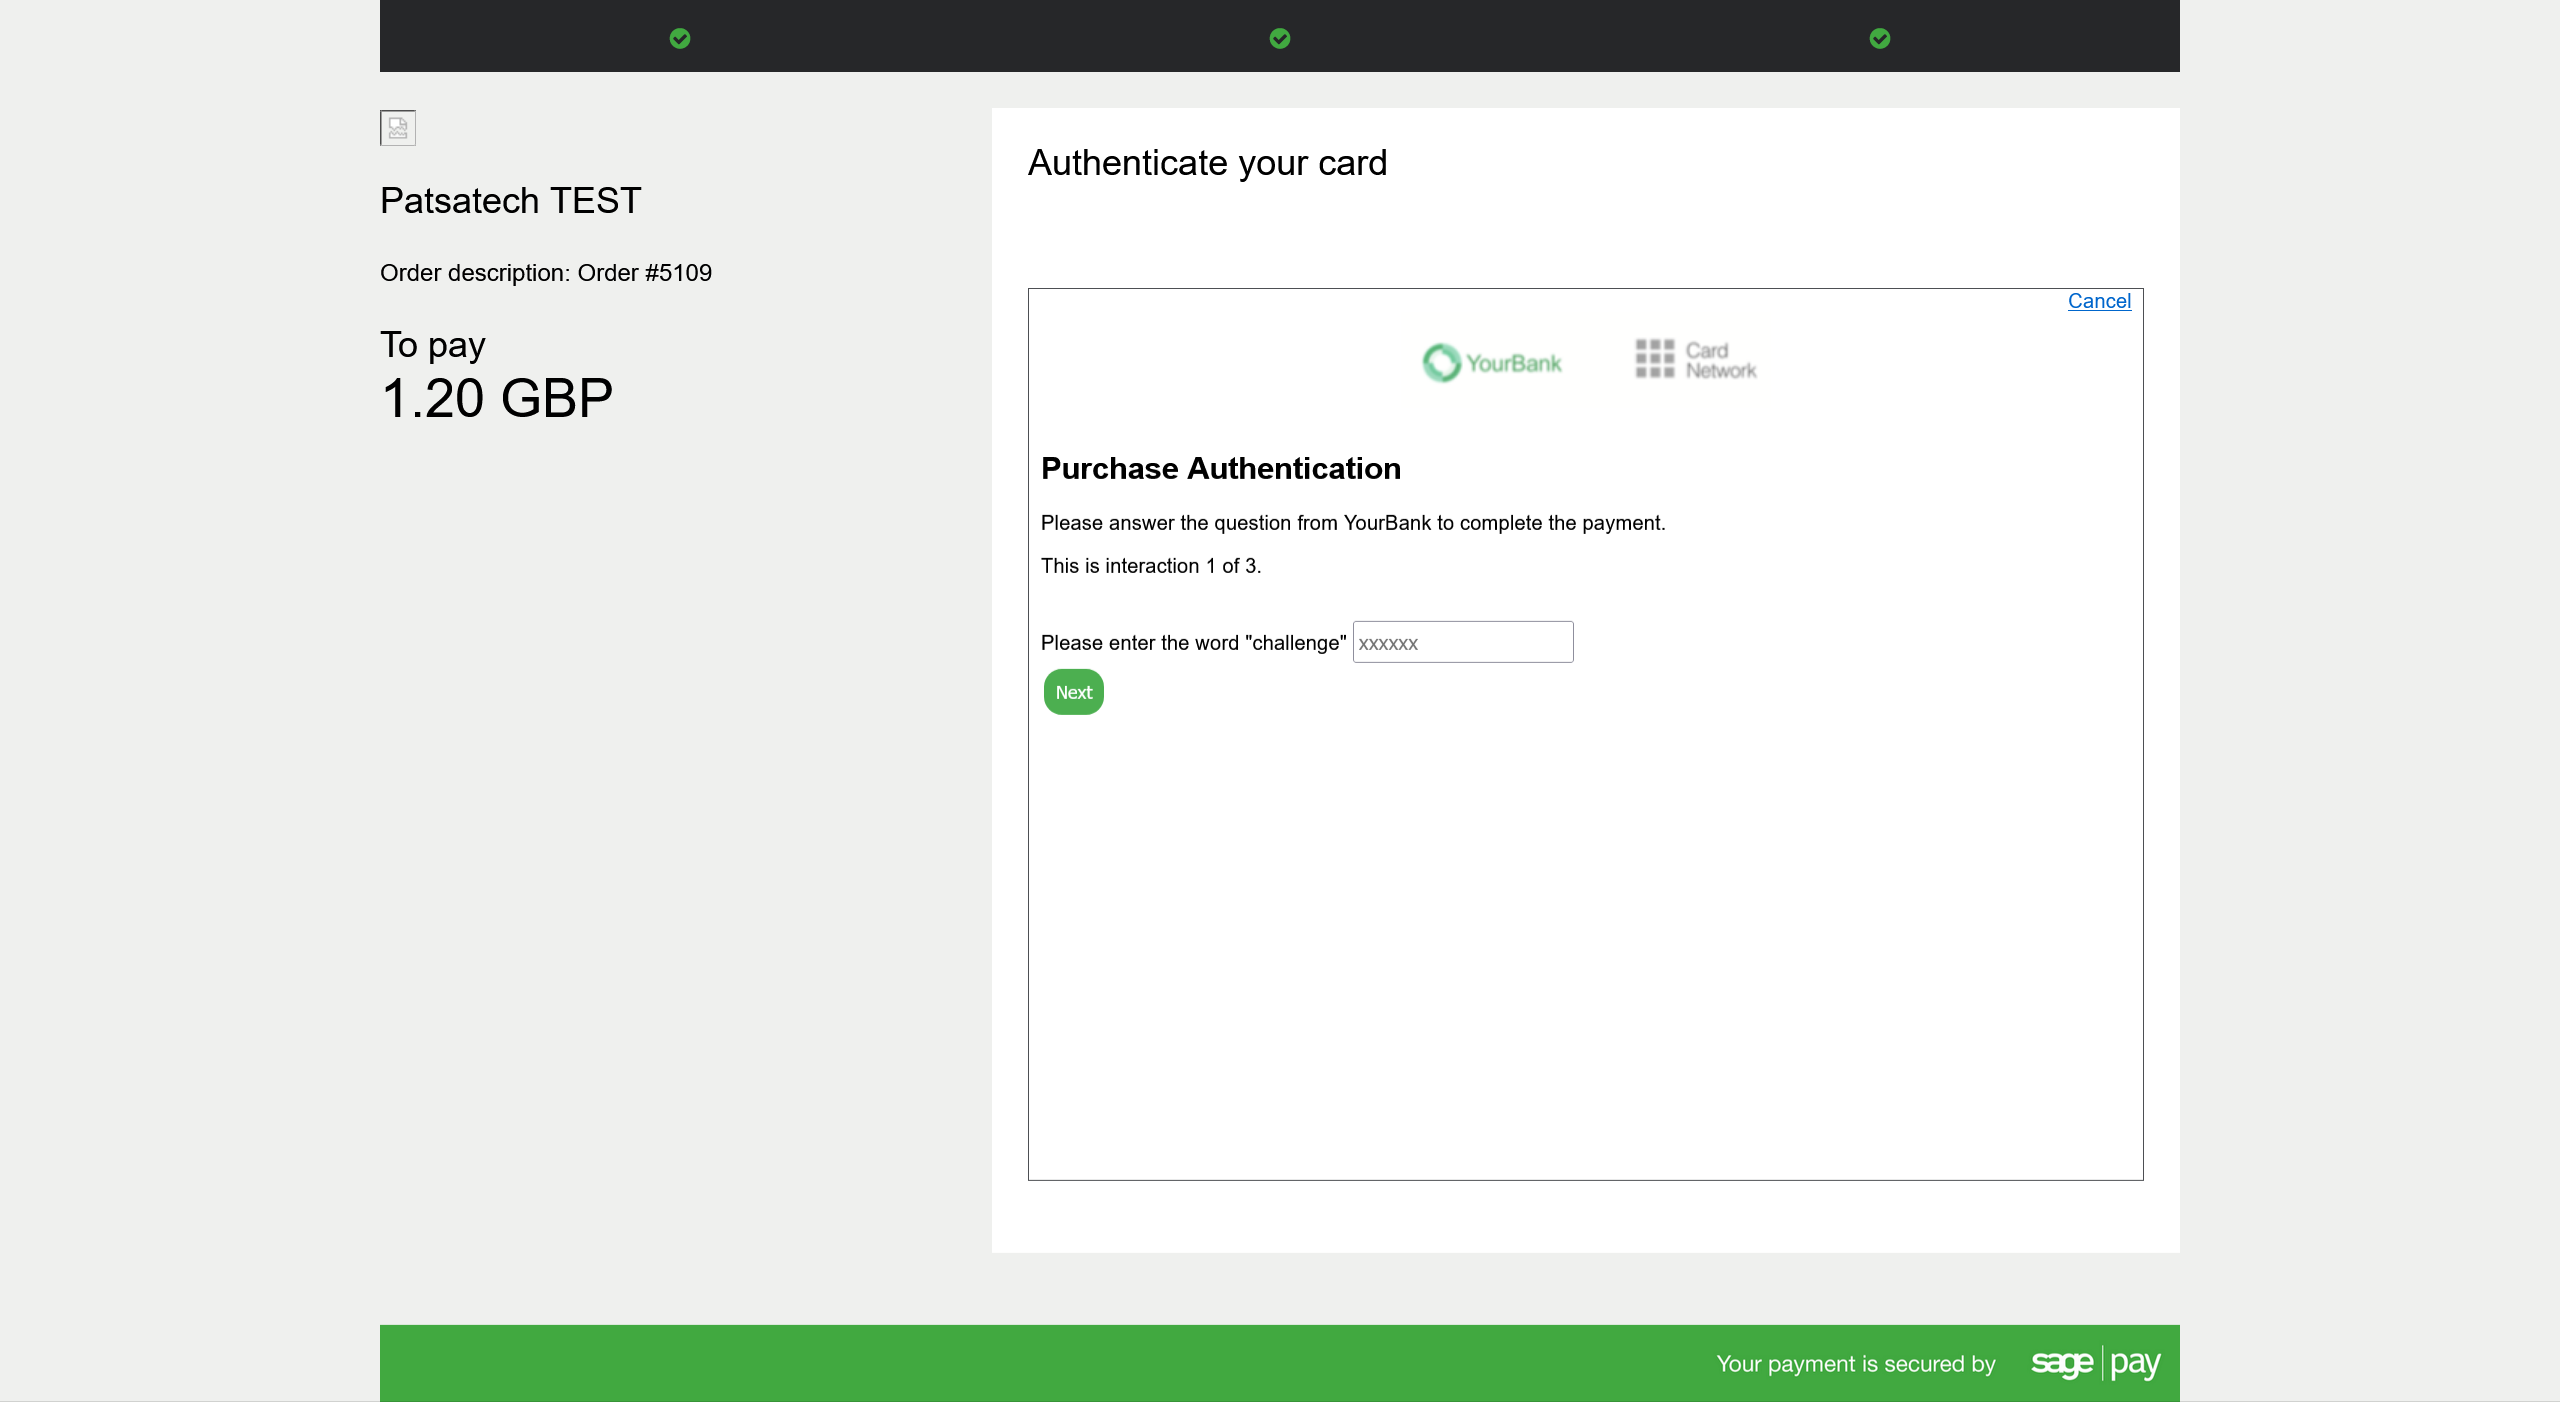 Patsatech TEST
Order description: Order #5109
To pay
1.20 GBP
Authenticate your card
Cancel
YourBank
Card
Network
Purchase Authentication
Please answer the question from YourBank to complete the payment.
This is interaction 1 of 3.
Please enter the word "challenge" xxxxxx
Next
Your payment is secured by sage pay